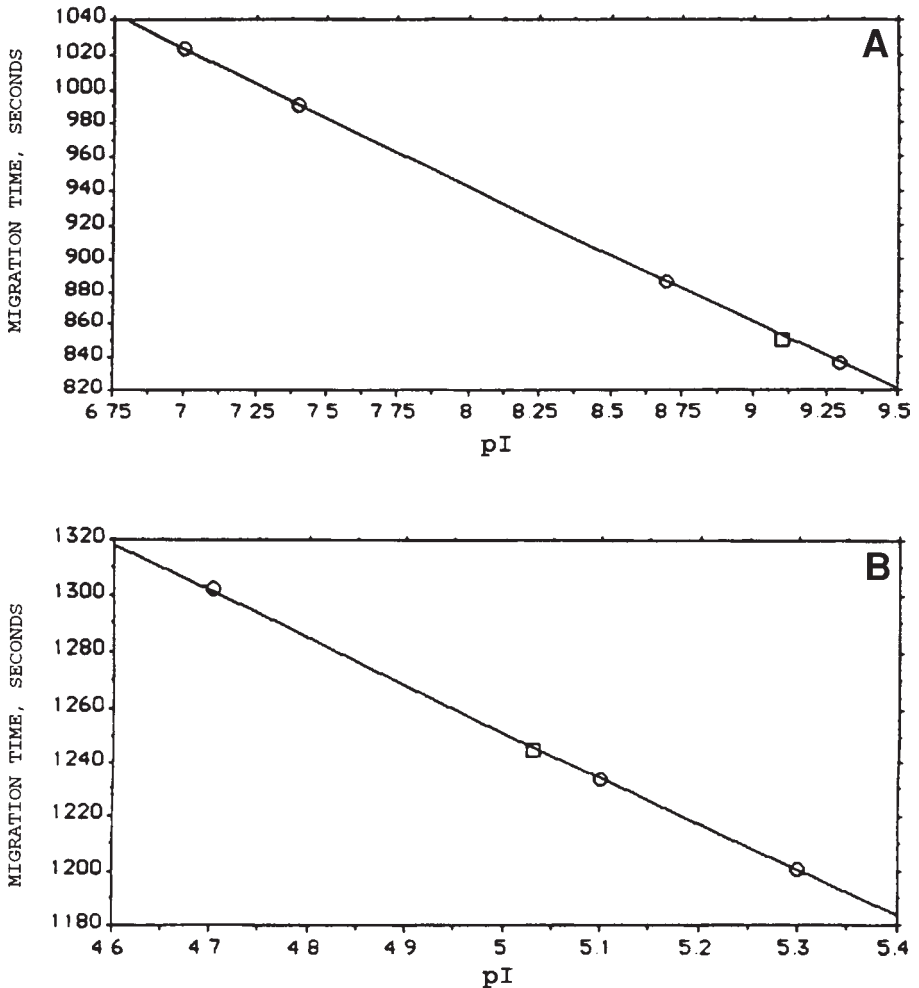 A
MIGRATION TIME, SECONDS
1040
1020
1000
980
960
940
920
900
880
860
840
820
6 75 7 7 25 7 5 7.75 8 8.25 8.5 8.75 9 9.25 9.5
pI
B
MIGRATION TIME, SECONDS
1320
1300
1280
1260
1240
1220
1200
1180
4 6 4 7 4 8 4.9 5 5.1 5.2 5.3 5.4
pI